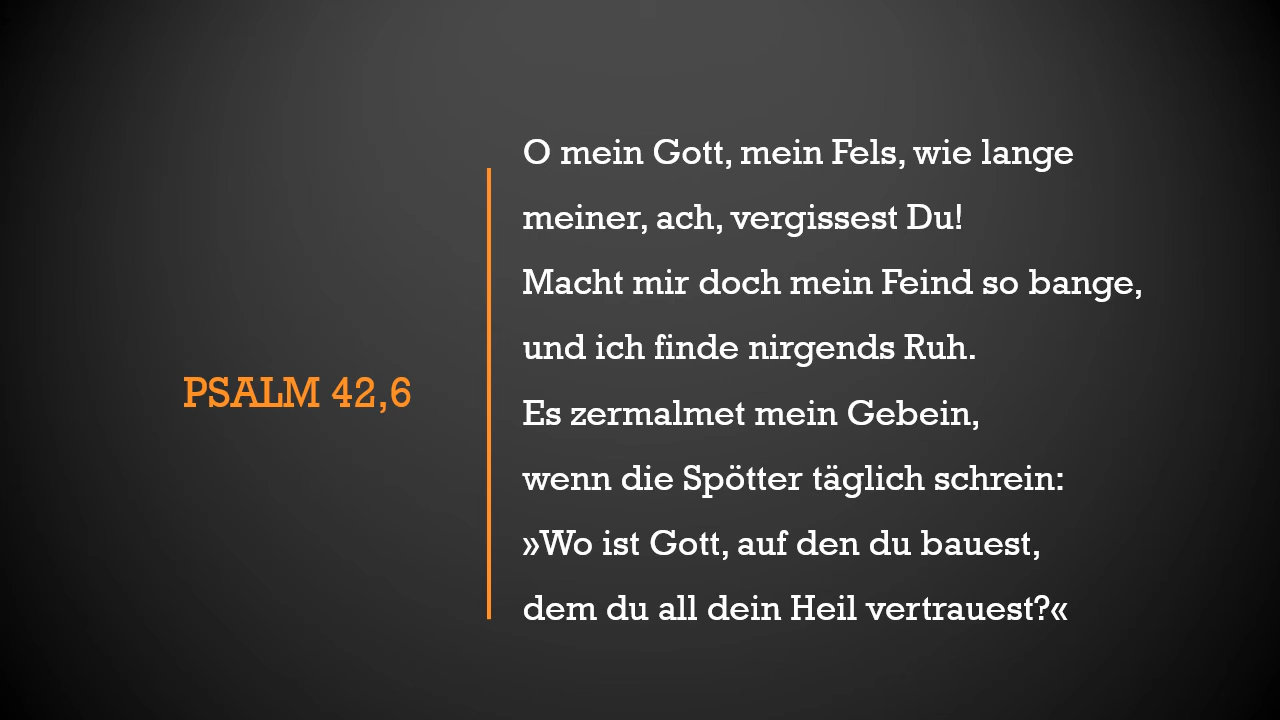 PSALM 42,6
O mein Gott, mein Fels, wie lange
meiner, ach, vergissest Du!
Macht mir doch mein Feind so bange,
und ich finde nirgends Ruh.
Es zermalmet mein Gebein,
wenn die Spötter täglich schrein:
»Wo ist Gott, auf den du bauest,
dem du all dein Heil vertrauest?«